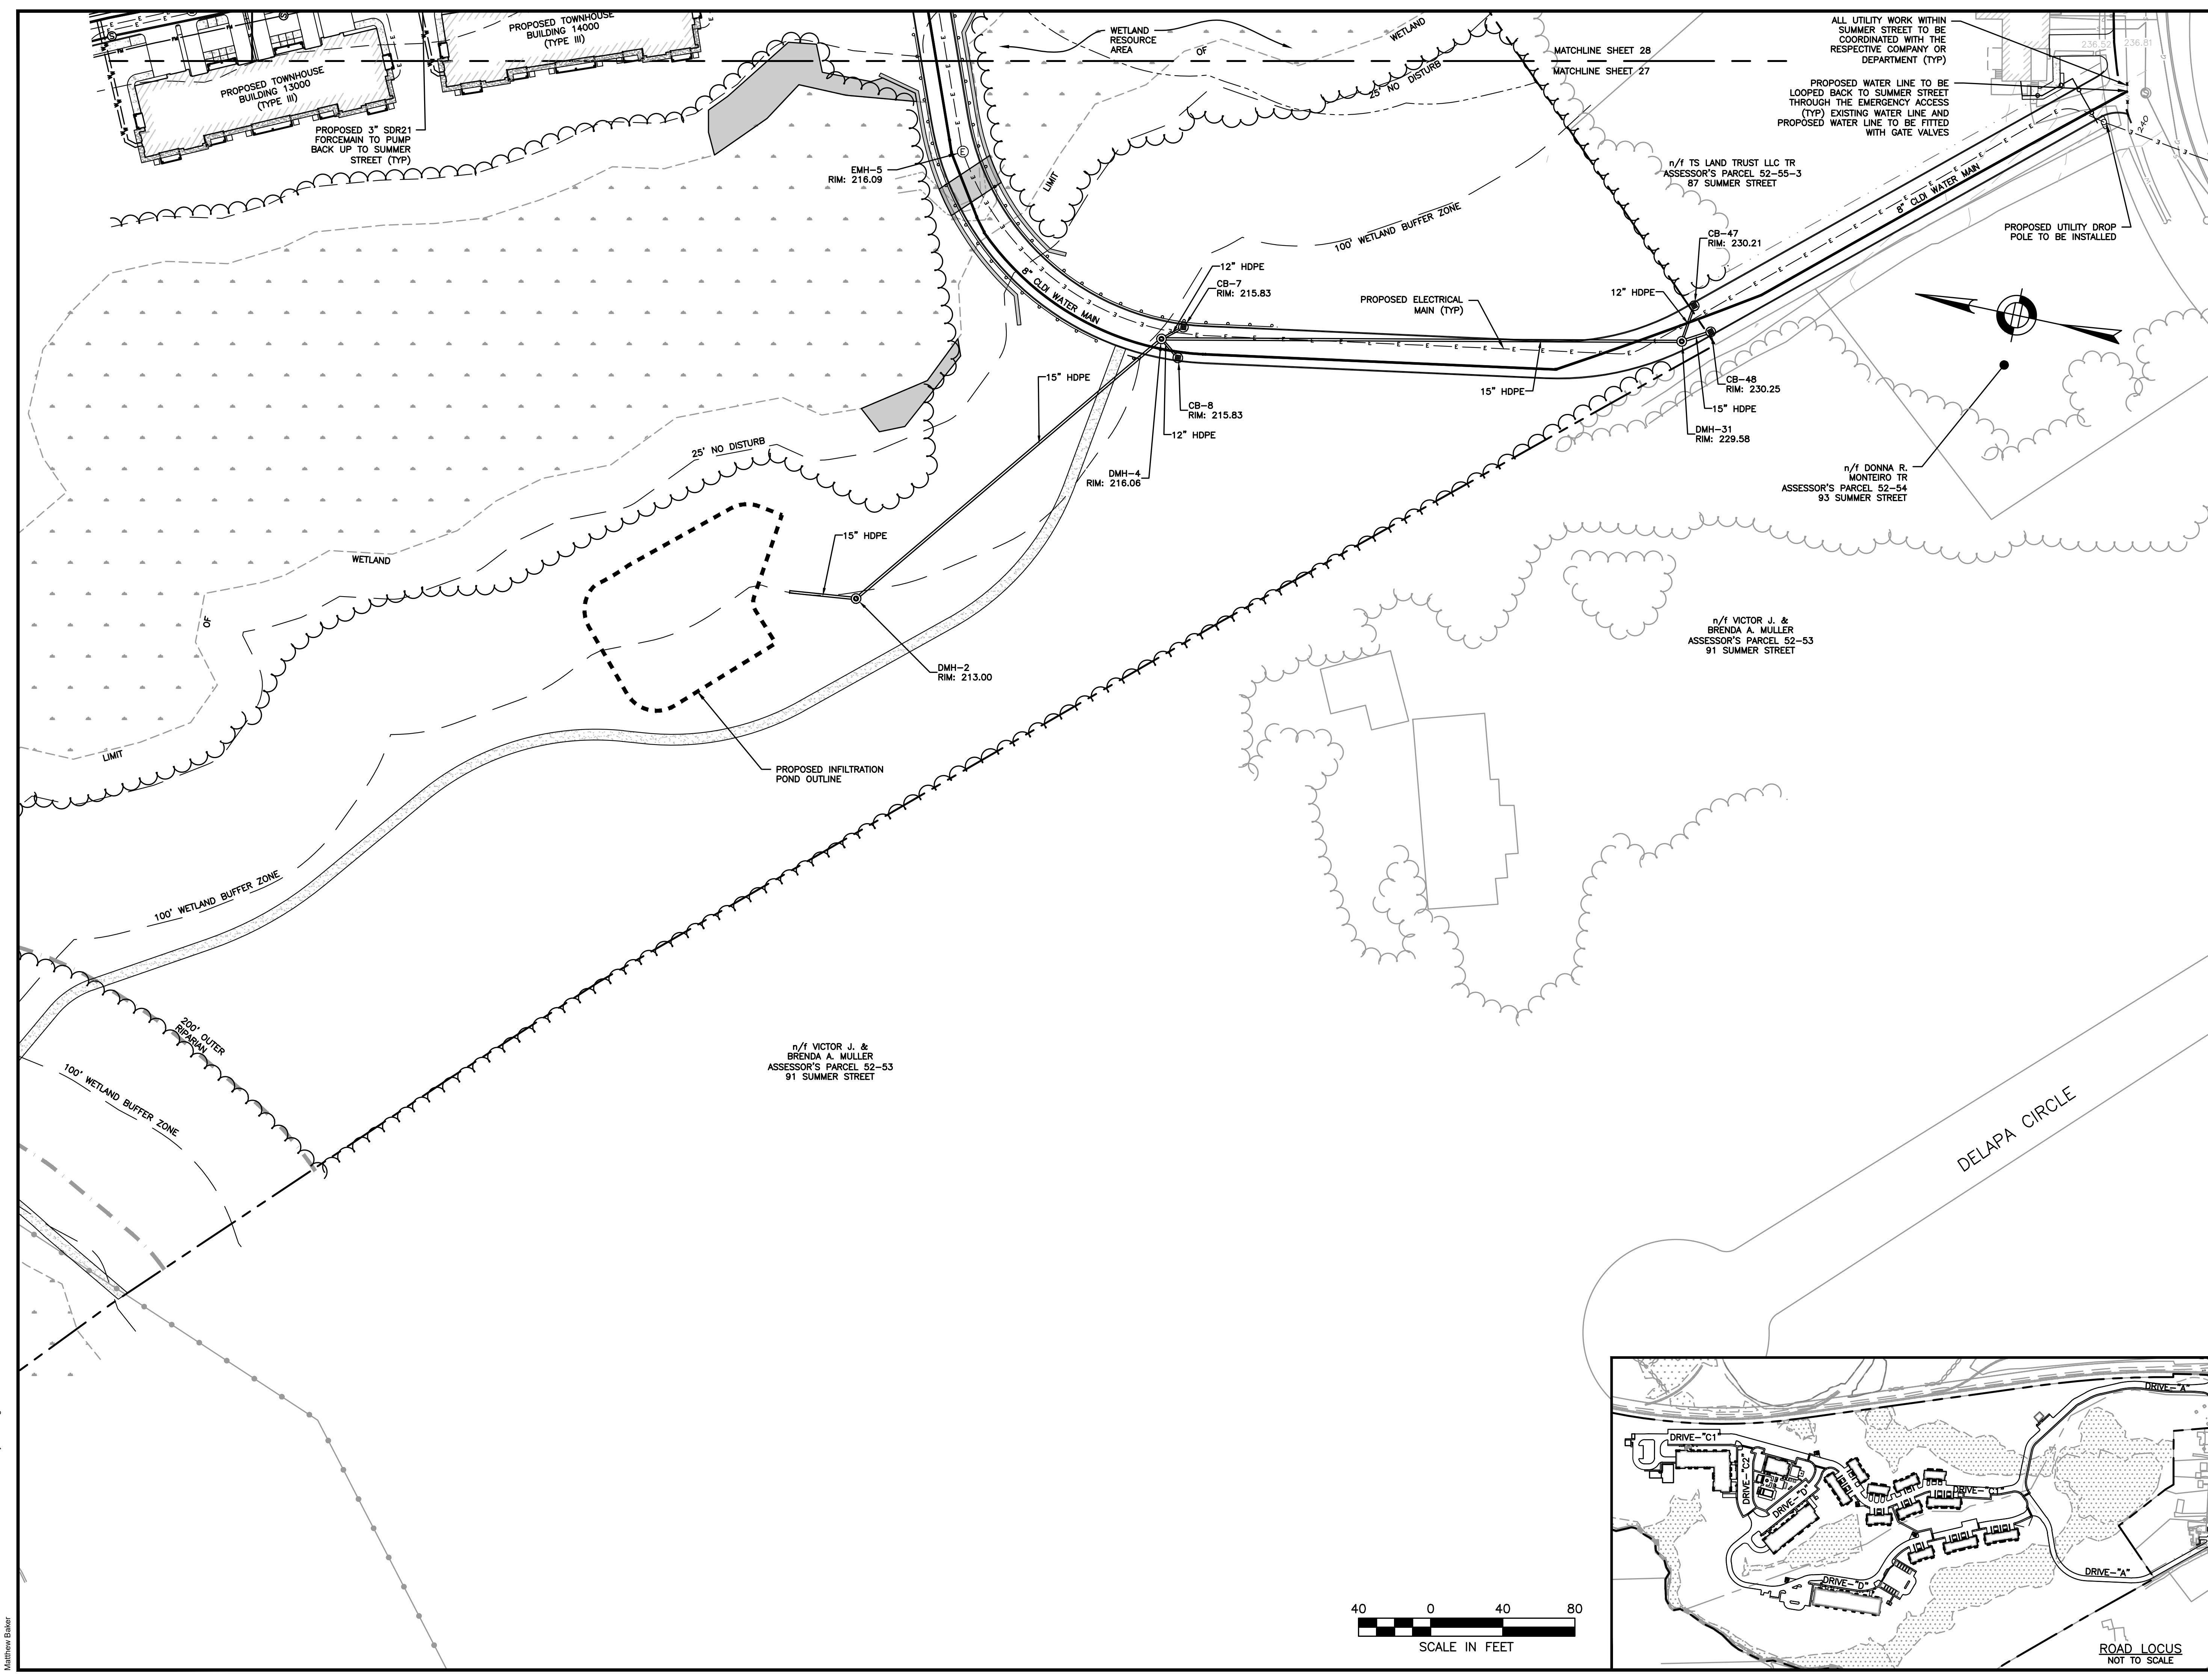 PROPOSED TOWNHOUSE
BUILDING 13000
(TYPE III)
PROPOSED TOWNHOUSE
BUILDING 14000
(TYPE III)
PROPOSED 3" SDR21
FORCEMAIN TO PUMP
BACK UP TO SUMMER
STREET (TYP)
WETLAND
RESOURCE
AREA
OF
WETLAND
25' NO DISTURB
LIMIT
MATCHLINE SHEET 28
MATCHLINE SHEET 27
ALL UTILITY WORK WITHIN
SUMMER STREET TO BE
COORDINATED WITH THE
RESPECTIVE COMPANY OR
DEPARTMENT (TYP)
PROPOSED WATER LINE TO BE
LOOPED BACK TO SUMMER STREET
THROUGH THE EMERGENCY ACCESS
(TYP) EXISTING WATER LINE AND
PROPOSED WATER LINE TO BE FITTED
WITH GATE VALVES
236.52
236.81
240
EMH-5
RIM: 216.09
E
n/f TS LAND TRUST LLC TR
ASSESSOR'S PARCEL 52-55-3
87 SUMMER STREET
8" CLDI WATER MAIN
PROPOSED UTILITY DROP
POLE TO BE INSTALLED
100' WETLAND BUFFER ZONE
CB-47
RIM: 230.21
12" HDPE
12" HDPE
CB-7
RIM: 215.83
8" CLDI WATER MAIN
PROPOSED ELECTRICAL
MAIN (TYP)
15" HDPE
15" HDPE
CB-48
RIM: 230.25
15" HDPE
CB-8
RIM: 215.83
12" HDPE
DMH-31
RIM: 229.58
DMH-4
RIM: 216.06
25' NO DISTURB
n/f DONNA R.
MONTEIRO TR
ASSESSOR'S PARCEL 52-54
93 SUMMER STREET
15" HDPE
WETLAND
OF
LIMIT
DMH-2
RIM: 213.00
n/f VICTOR J. &
BRENDA A. MULLER
ASSESSOR'S PARCEL 52-53
91 SUMMER STREET
PROPOSED INFILTRATION
POND OUTLINE
100' WETLAND BUFFER ZONE
200' OUTER
RIPARIAN
100' WETLAND BUFFER ZONE
n/f VICTOR J. &
BRENDA A. MULLER
ASSESSOR'S PARCEL 52-53
91 SUMMER STREET
DELAPA CIRCLE
DRIVE-"A"
DRIVE-"C1"
DRIVE-"C2"
DRIVE-"D"
DRIVE-"C1"
DRIVE-"D"
DRIVE-"A"
ROAD LOCUS
NOT TO SCALE
40 0 40 80
SCALE IN FEET
Matthew Baker